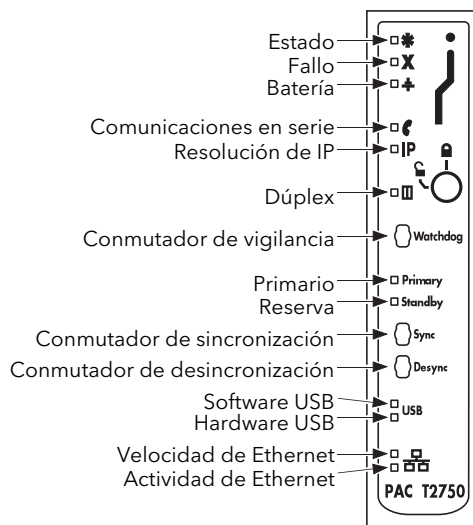 Estado
Fallo
Batería
Comunicaciones en serie
Resolución de IP
IP
Dúplex
Conmutador de vigilancia
Watchdog
Primario
Primary
Reserva
Standby
Conmutador de sincronización
Sync
Conmutador de desincronización
Desync
Software USB
USB
Hardware USB
Velocidad de Ethernet
Actividad de Ethernet
PAC T2750